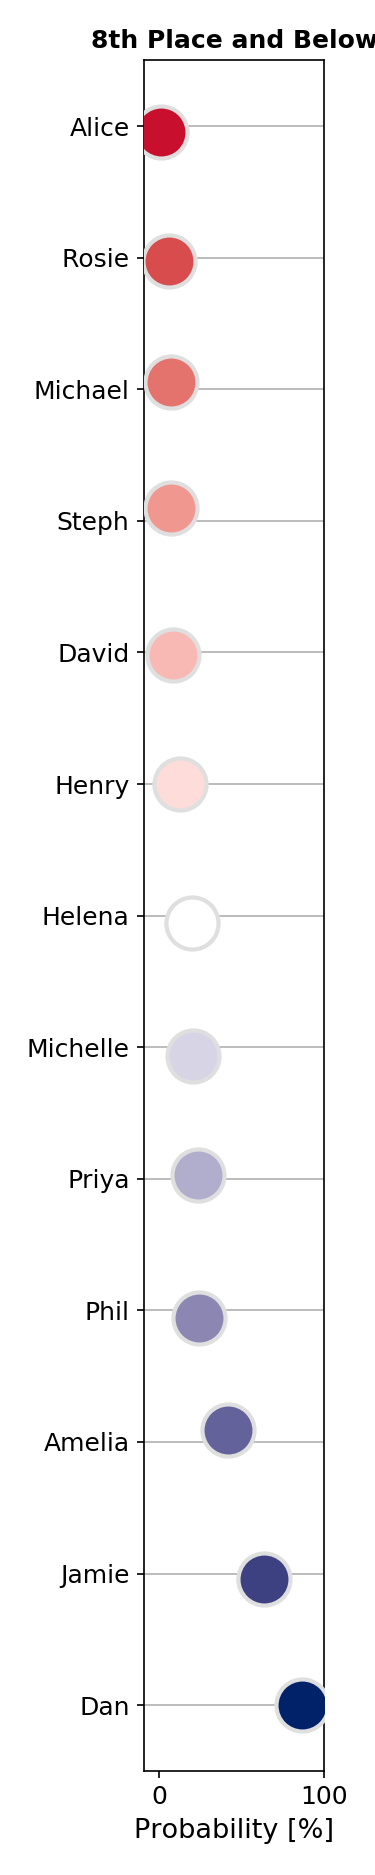 8th Place and Below
Alice
Rosie
Michael
Steph
David
Henry
Helena
Michelle
Priya
Phil
Amelia
Jamie
Dan
0 100
Probability [%]